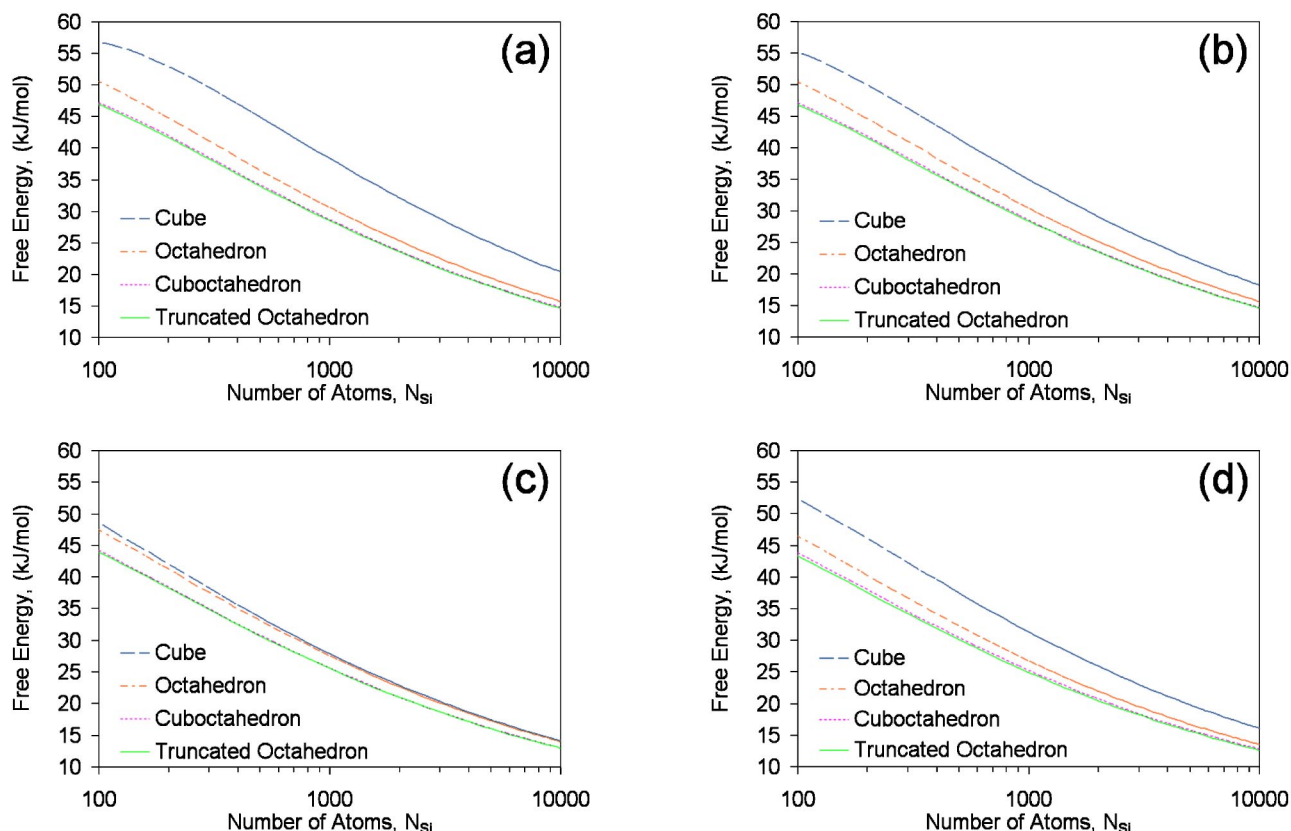 (a)
Free Energy, (kJ/mol)
60
55
50
45
40
35
30
25
20
15
10
Cube
Octahedron
Cuboctahedron
Truncated Octahedron
100 1000 10000
Number of Atoms, N_Si
(b)
Free Energy, (kJ/mol)
60
55
50
45
40
35
30
25
20
15
10
Cube
Octahedron
Cuboctahedron
Truncated Octahedron
100 1000 10000
Number of Atoms, N_Si
(c)
Free Energy, (kJ/mol)
60
55
50
45
40
35
30
25
20
15
10
Cube
Octahedron
Cuboctahedron
Truncated Octahedron
100 1000 10000
Number of Atoms, N_Si
(d)
Free Energy, (kJ/mol)
60
55
50
45
40
35
30
25
20
15
10
Cube
Octahedron
Cuboctahedron
Truncated Octahedron
100 1000 10000
Number of Atoms, N_Si